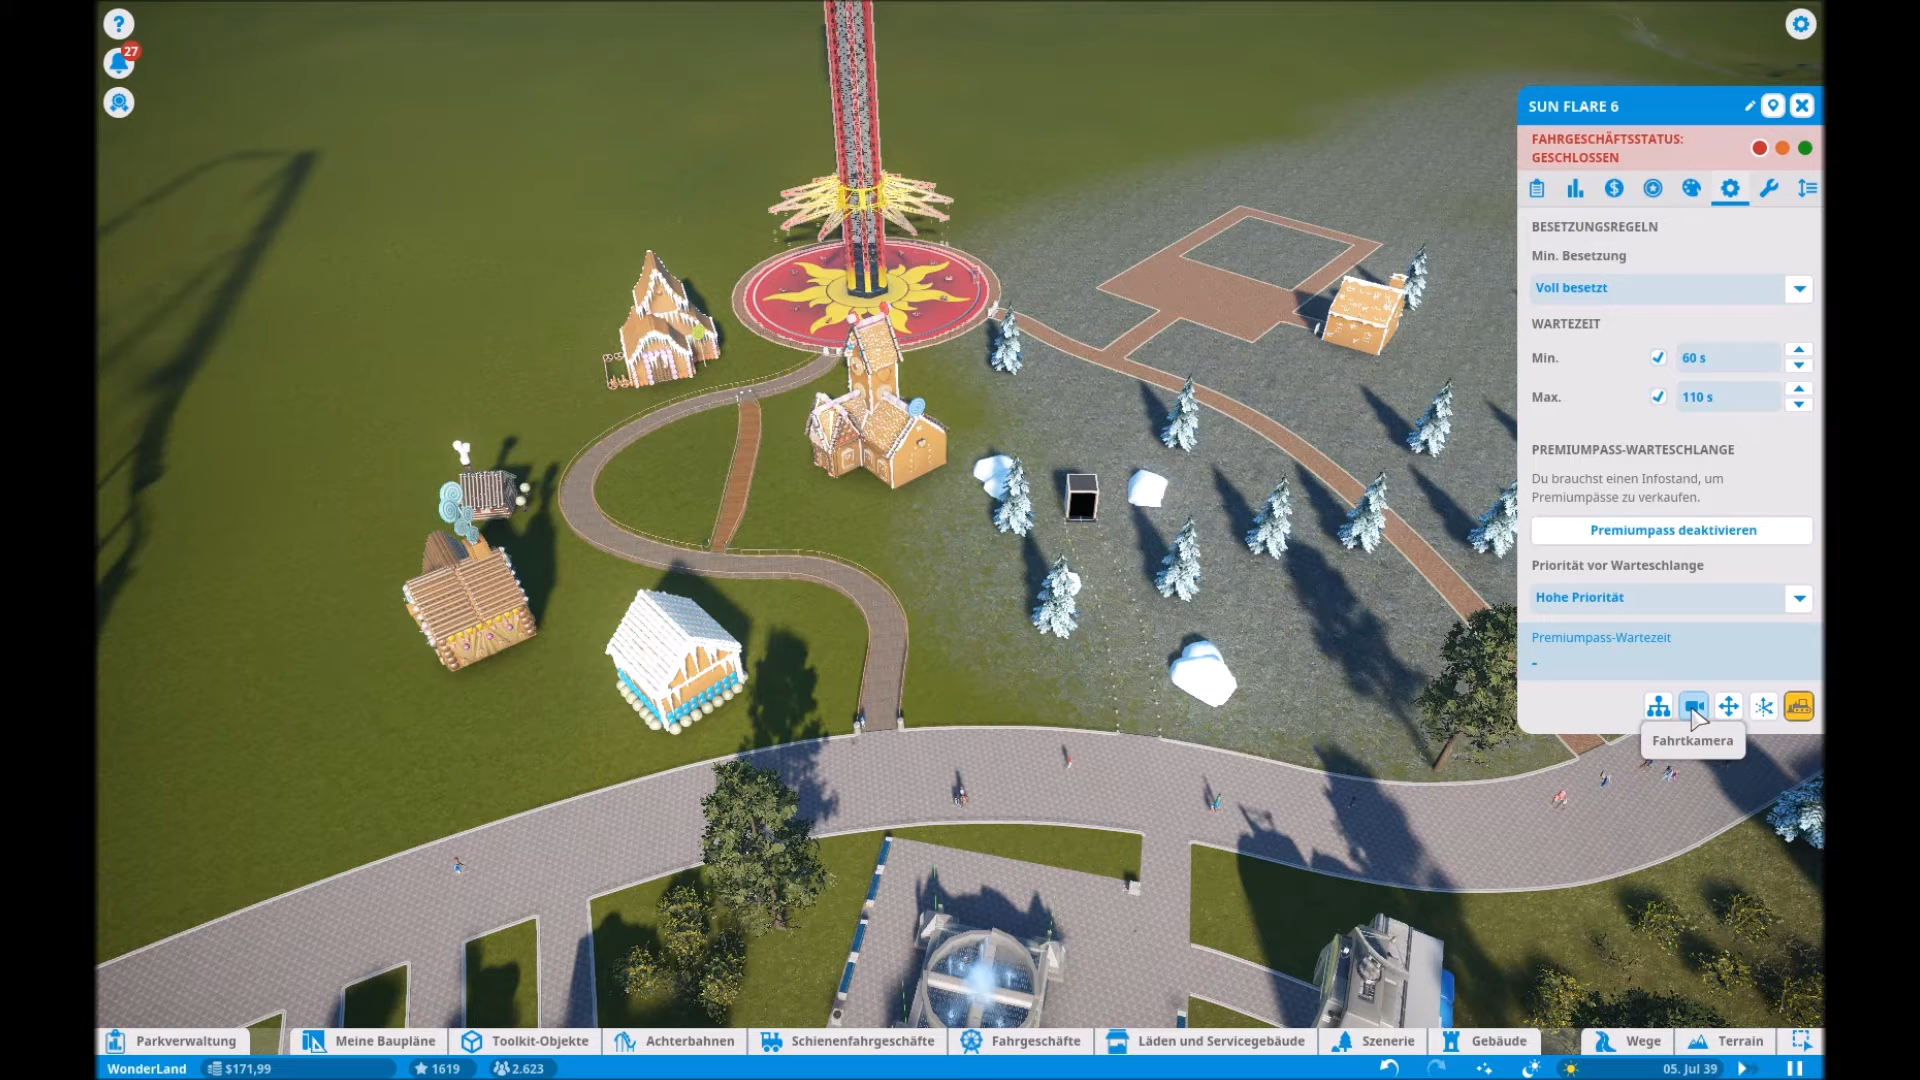 ?
27
SUN FLARE 6
FAHRGESCHÄFTSSTATUS:
GESCHLOSSEN
BESETZUNGSREGELN
Min. Besetzung
Voll besetzt
WARTEZEIT
Min.
60 s
Max.
110 s
PREMIUMPASS-WARTESCHLANGE
Du brauchst einen Infostand, um
Premiumpässe zu verkaufen.
Premiumpass deaktivieren
Priorität vor Warteschlange
Hohe Priorität
Premiumpass-Wartezeit
-
Fahrtkamera
Parkverwaltung
Meine Baupläne
Toolkit-Objekte
Achterbahnen
Schienenfahrgeschäfte
Fahrgeschäfte
Läden und Servicegebäude
Szenerie
Gebäude
Wege
Terrain
WonderLand
$171,99
1619
2.623
05. Jul 39